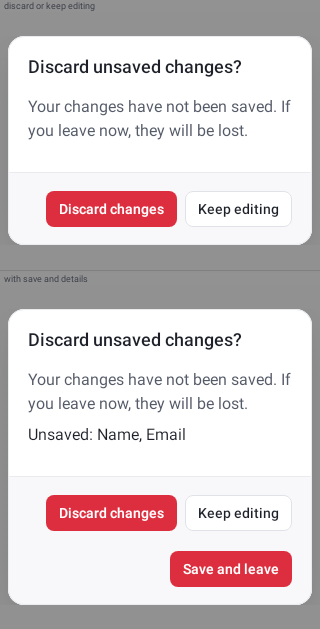 discard or keep editing
Discard unsaved changes?
Your changes have not been saved. If
you leave now, they will be lost.
Discard changes
Keep editing
with save and details
Discard unsaved changes?
Your changes have not been saved. If
you leave now, they will be lost.
Unsaved: Name, Email
Discard changes
Keep editing
Save and leave